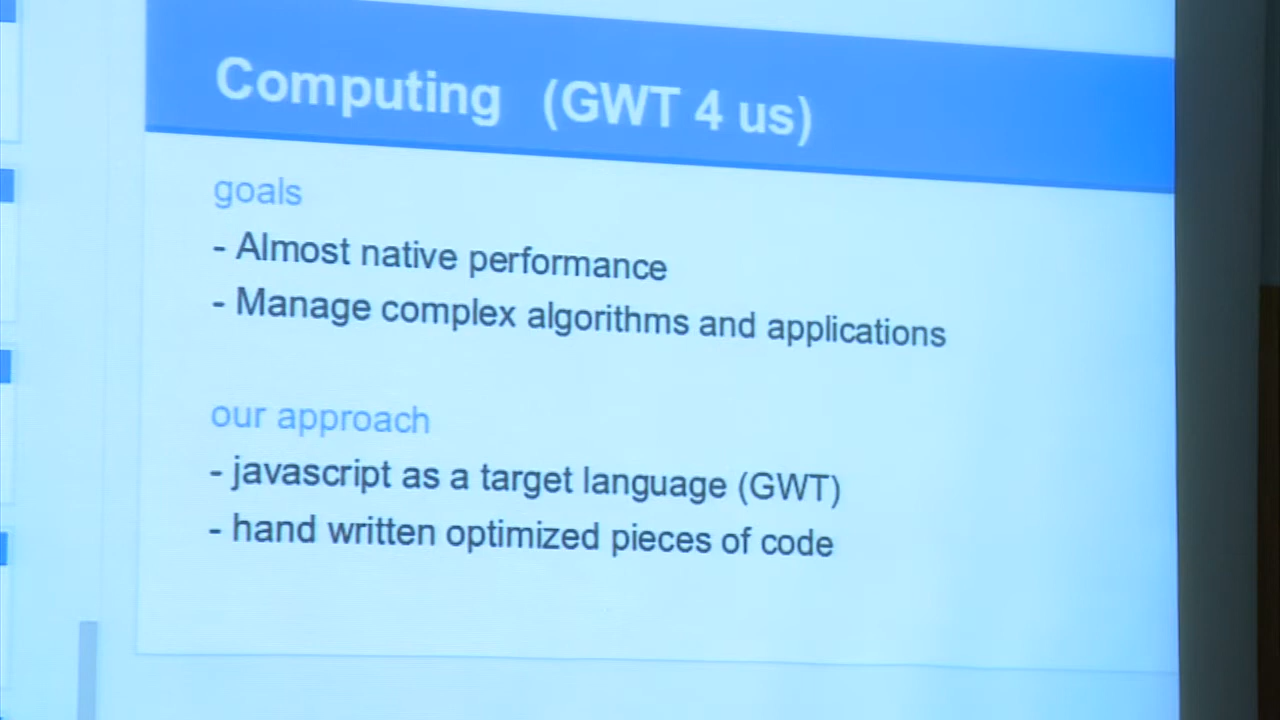 Computing (GWT 4 us)
goals
- Almost native performance
- Manage complex algorithms and applications
our approach
- javascript as a target language (GWT)
- hand written optimized pieces of code